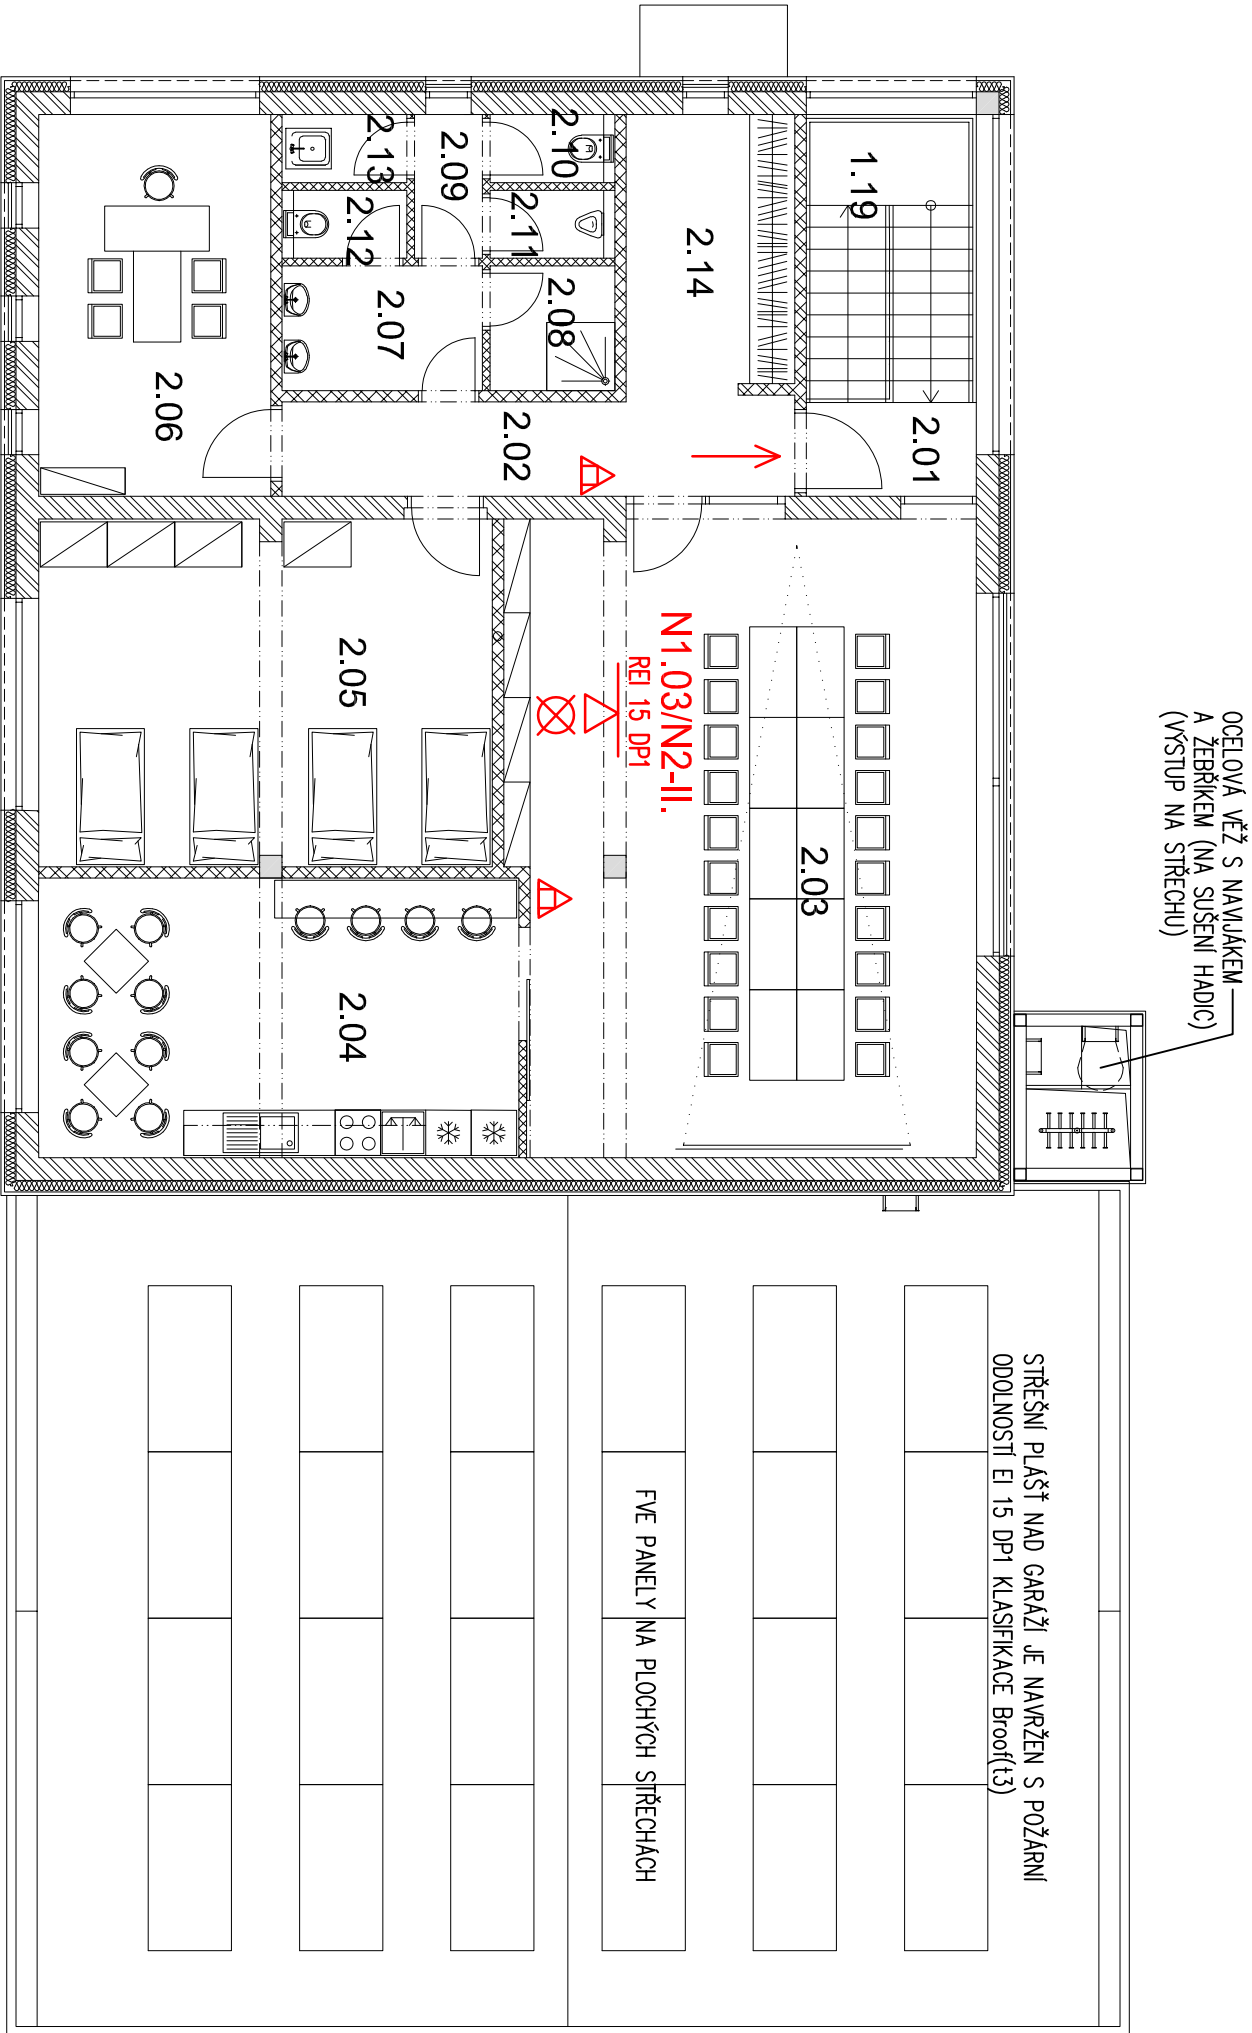 OCELOVÁ VĚŽ S NAVIJÁKEM
A ŽEBŘÍKEM (NA SUŠENÍ HADIC)
(VÝSTUP NA STŘECHU)
1.19
2.01
2.14
2.10
2.11
2.08
2.09
2.13
2.12
2.07
2.02
2.06
2.03
N1.03/N2-II.
REI 15 DP1
2.05
2.04
STŘEŠNÍ PLÁŠŤ NAD GARÁŽÍ JE NAVRŽEN S POŽÁRNÍ
ODOLNOSTÍ EI 15 DP1 KLASIFIKACE Broof(t3)
FVE PANELY NA PLOCHÝCH STŘECHÁCH